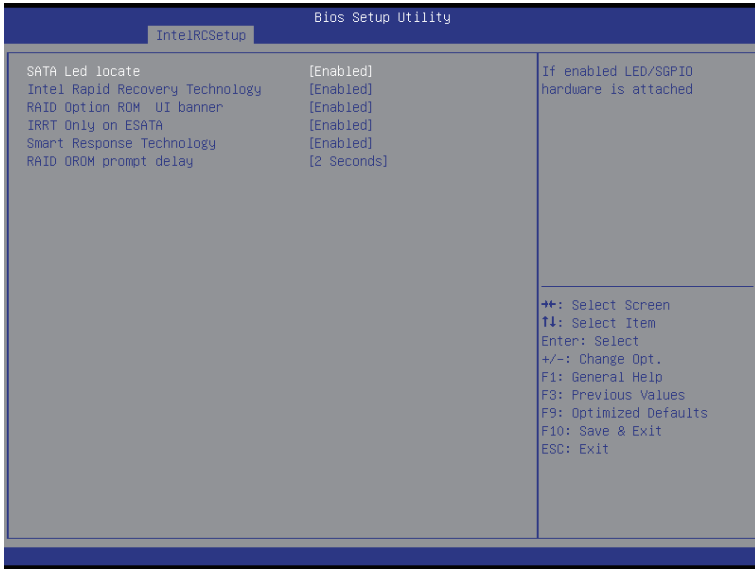 Bios Setup Utility
IntelRCSetup
SATA Led locate [Enabled]
Intel Rapid Recovery Technology [Enabled]
RAID Option ROM UI banner [Enabled]
IRRT Only on ESATA [Enabled]
Smart Response Technology [Enabled]
RAID OROM prompt delay [2 Seconds]
If enabled LED/SGPIO
hardware is attached
→←: Select Screen
↑↓: Select Item
Enter: Select
+/-: Change Opt.
F1: General Help
F3: Previous Values
F9: Optimized Defaults
F10: Save & Exit
ESC: Exit